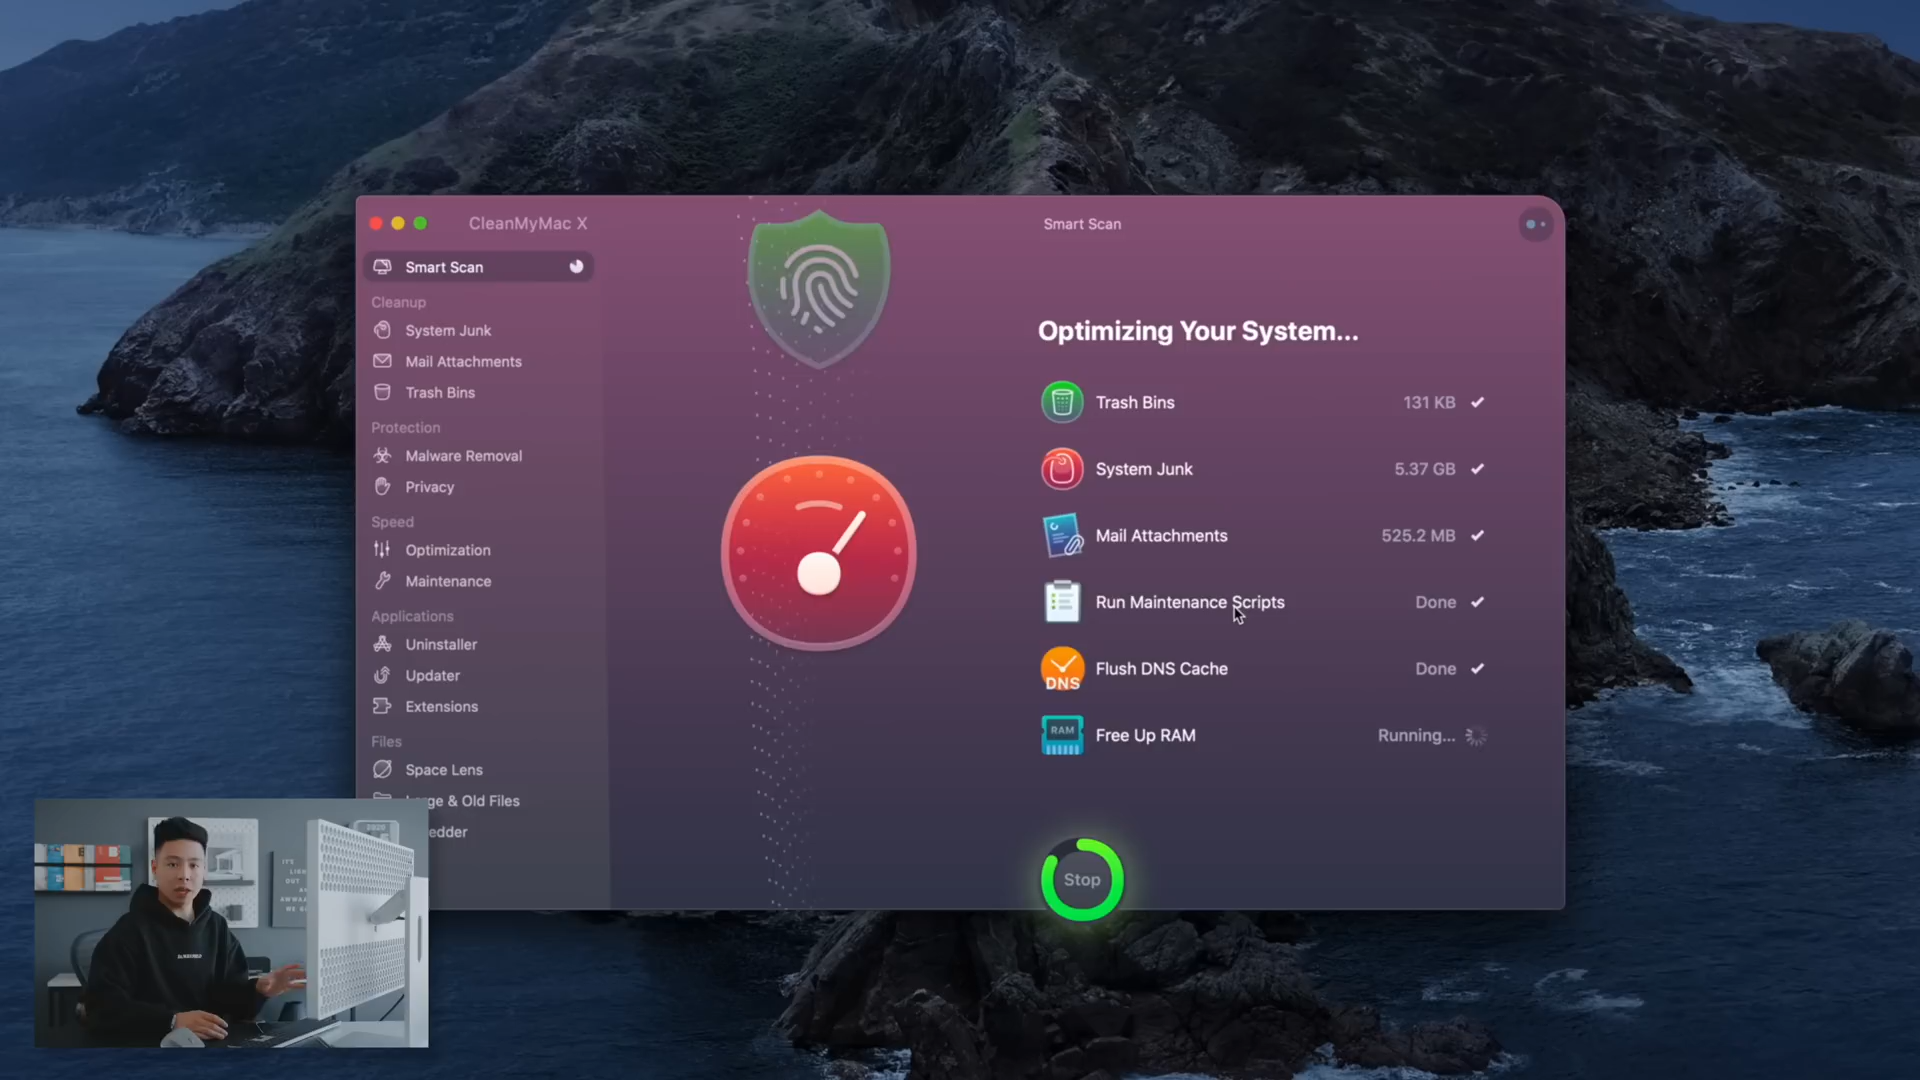 CleanMyMac X
Smart Scan
Smart Scan
Cleanup
System Junk
Mail Attachments
Trash Bins
Protection
Malware Removal
Privacy
Speed
Optimization
Maintenance
Applications
Uninstaller
Updater
Extensions
Files
Space Lens
& Old Files
Optimizing Your System...
Trash Bins 131 KB
System Junk 5.37 GB
Mail Attachments 525.2 MB
Run Maintenance Scripts Done
DNS Flush DNS Cache Done
RAM Free Up RAM Running...
Stop
2020
IT'S